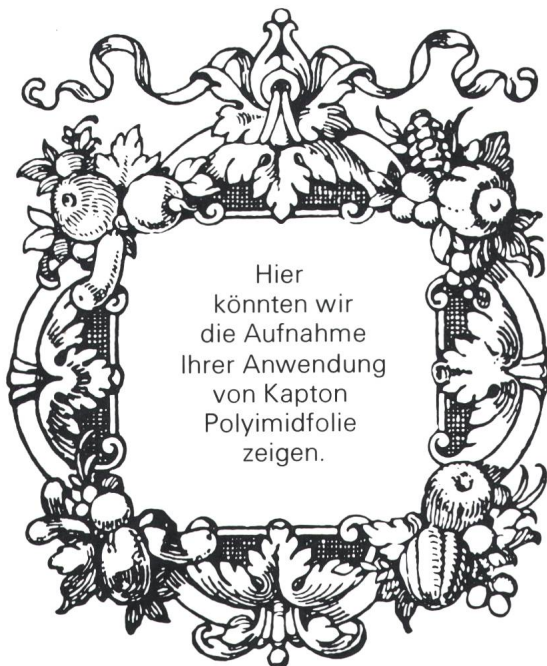 Hier
könnten wir
die Aufnahme
Ihrer Anwendung
von Kapton
Polyimidfolie
zeigen.